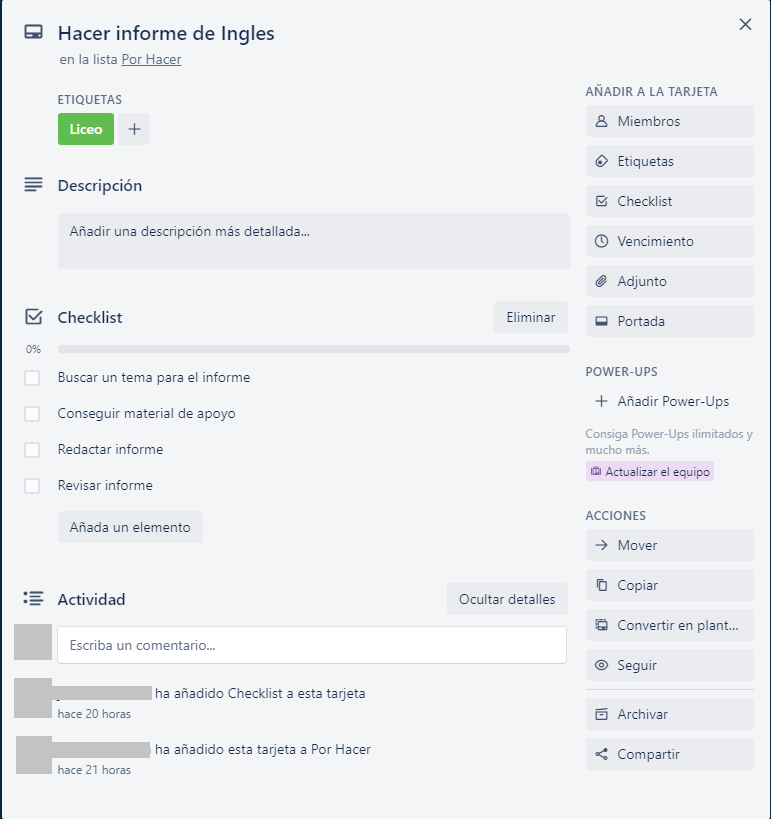 Hacer informe de Ingles
en la lista Por Hacer
ETIQUETAS
Liceo
Descripción
Añadir una descripción más detallada...
Checklist
Eliminar
0%
Buscar un tema para el informe
Conseguir material de apoyo
Redactar informe
Revisar informe
Añada un elemento
Actividad
Ocultar detalles
Escriba un comentario...
ha añadido Checklist a esta tarjeta
hace 20 horas
ha añadido esta tarjeta a Por Hacer
hace 21 horas
AÑADIR A LA TARJETA
Miembros
Etiquetas
Checklist
Vencimiento
Adjunto
Portada
POWER-UPS
Añadir Power-Ups
Consiga Power-Ups ilimitados y
mucho más.
Actualizar el equipo
ACCIONES
Mover
Copiar
Convertir en plant...
Seguir
Archivar
Compartir